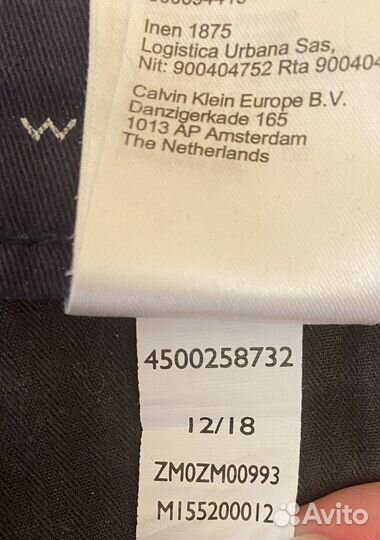 Inen 1875
Logistica Urbana Sas,
Nit: 900404752 Rta 900404
Calvin Klein Europe B.V.
Danzigerkade 165
1013 AP Amsterdam
The Netherlands
W
4500258732
12/18
ZM0ZM00993
M155200012
Avito